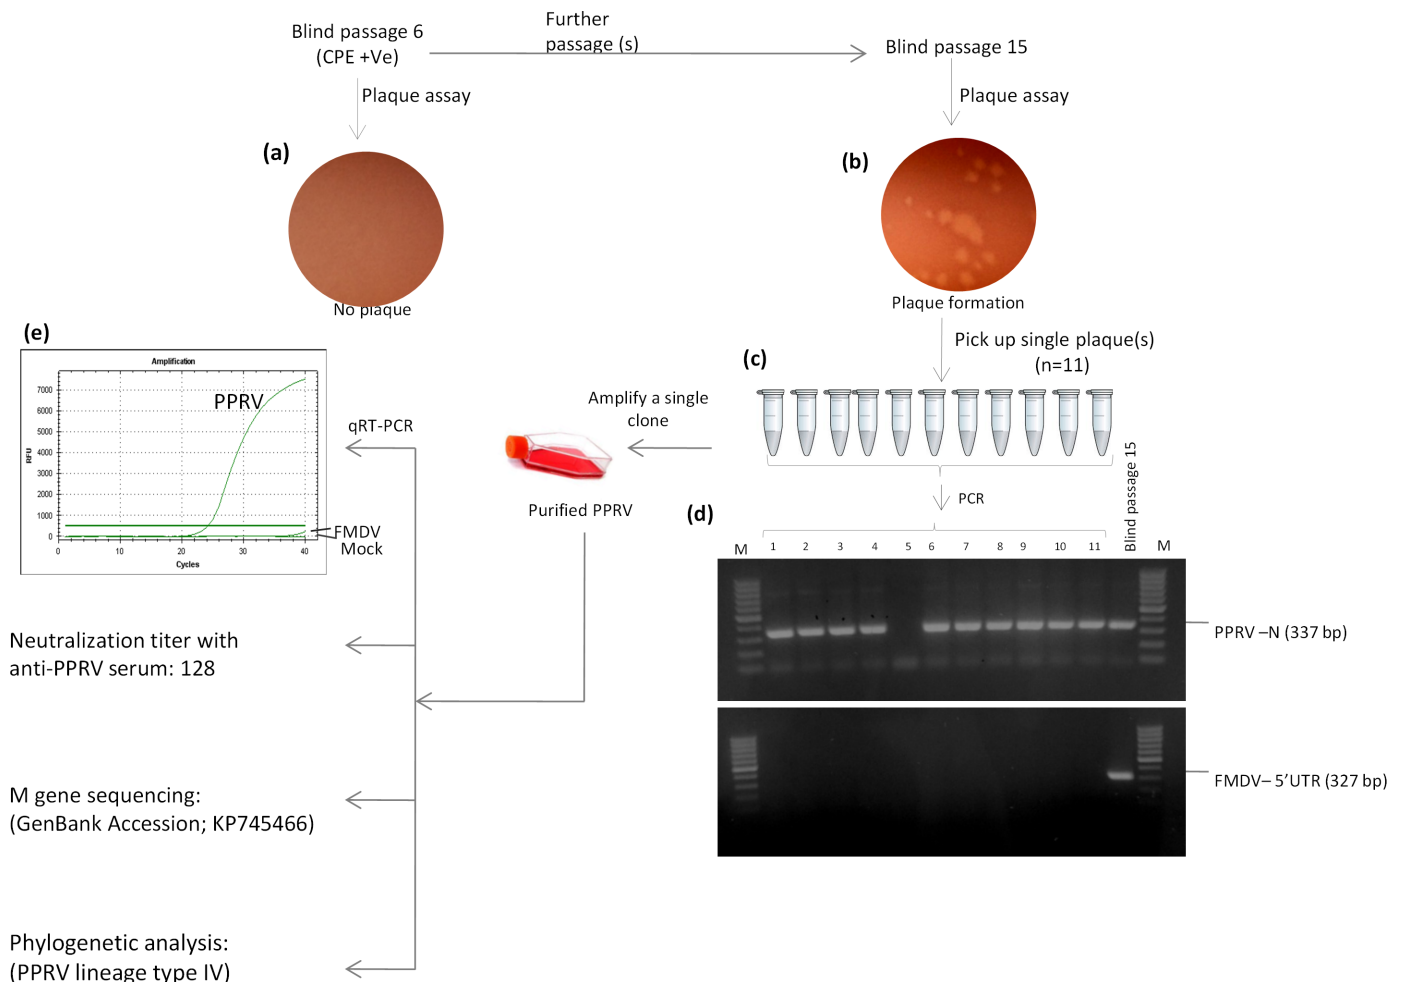 Blind passage 6
(CPE +Ve)
Further
passage (s)
Blind passage 15
Plaque assay
Plaque assay
(a)
(b)
No plaque
Plaque formation
Pick up single plaque(s)
(n=11)
(c)
Amplify a single
clone
Purified PPRV
PCR
(d)
M
1
2
3
4
5
6
7
8
9
10
11
Blind passage 15
M
PPRV –N (337 bp)
FMDV– 5’UTR (327 bp)
(e)
Amplification
RFU
7000
6000
5000
4000
3000
2000
1000
0
0
10
20
30
40
Cycles
PPRV
FMDV
Mock
qRT-PCR
Neutralization titer with
anti-PPRV serum: 128
M gene sequencing:
(GenBank Accession; KP745466)
Phylogenetic analysis:
(PPRV lineage type IV)